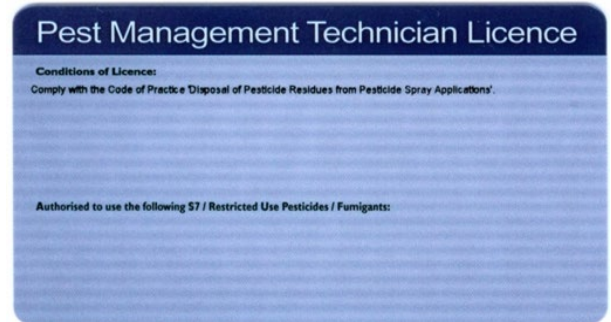 Pest Management Technician Licence
Conditions of Licence:
Comply with the Code of Practice 'Disposal of Pesticide Residues from Pesticide Spray Applications'.
Authorised to use the following S7 / Restricted Use Pesticides / Fumigants: